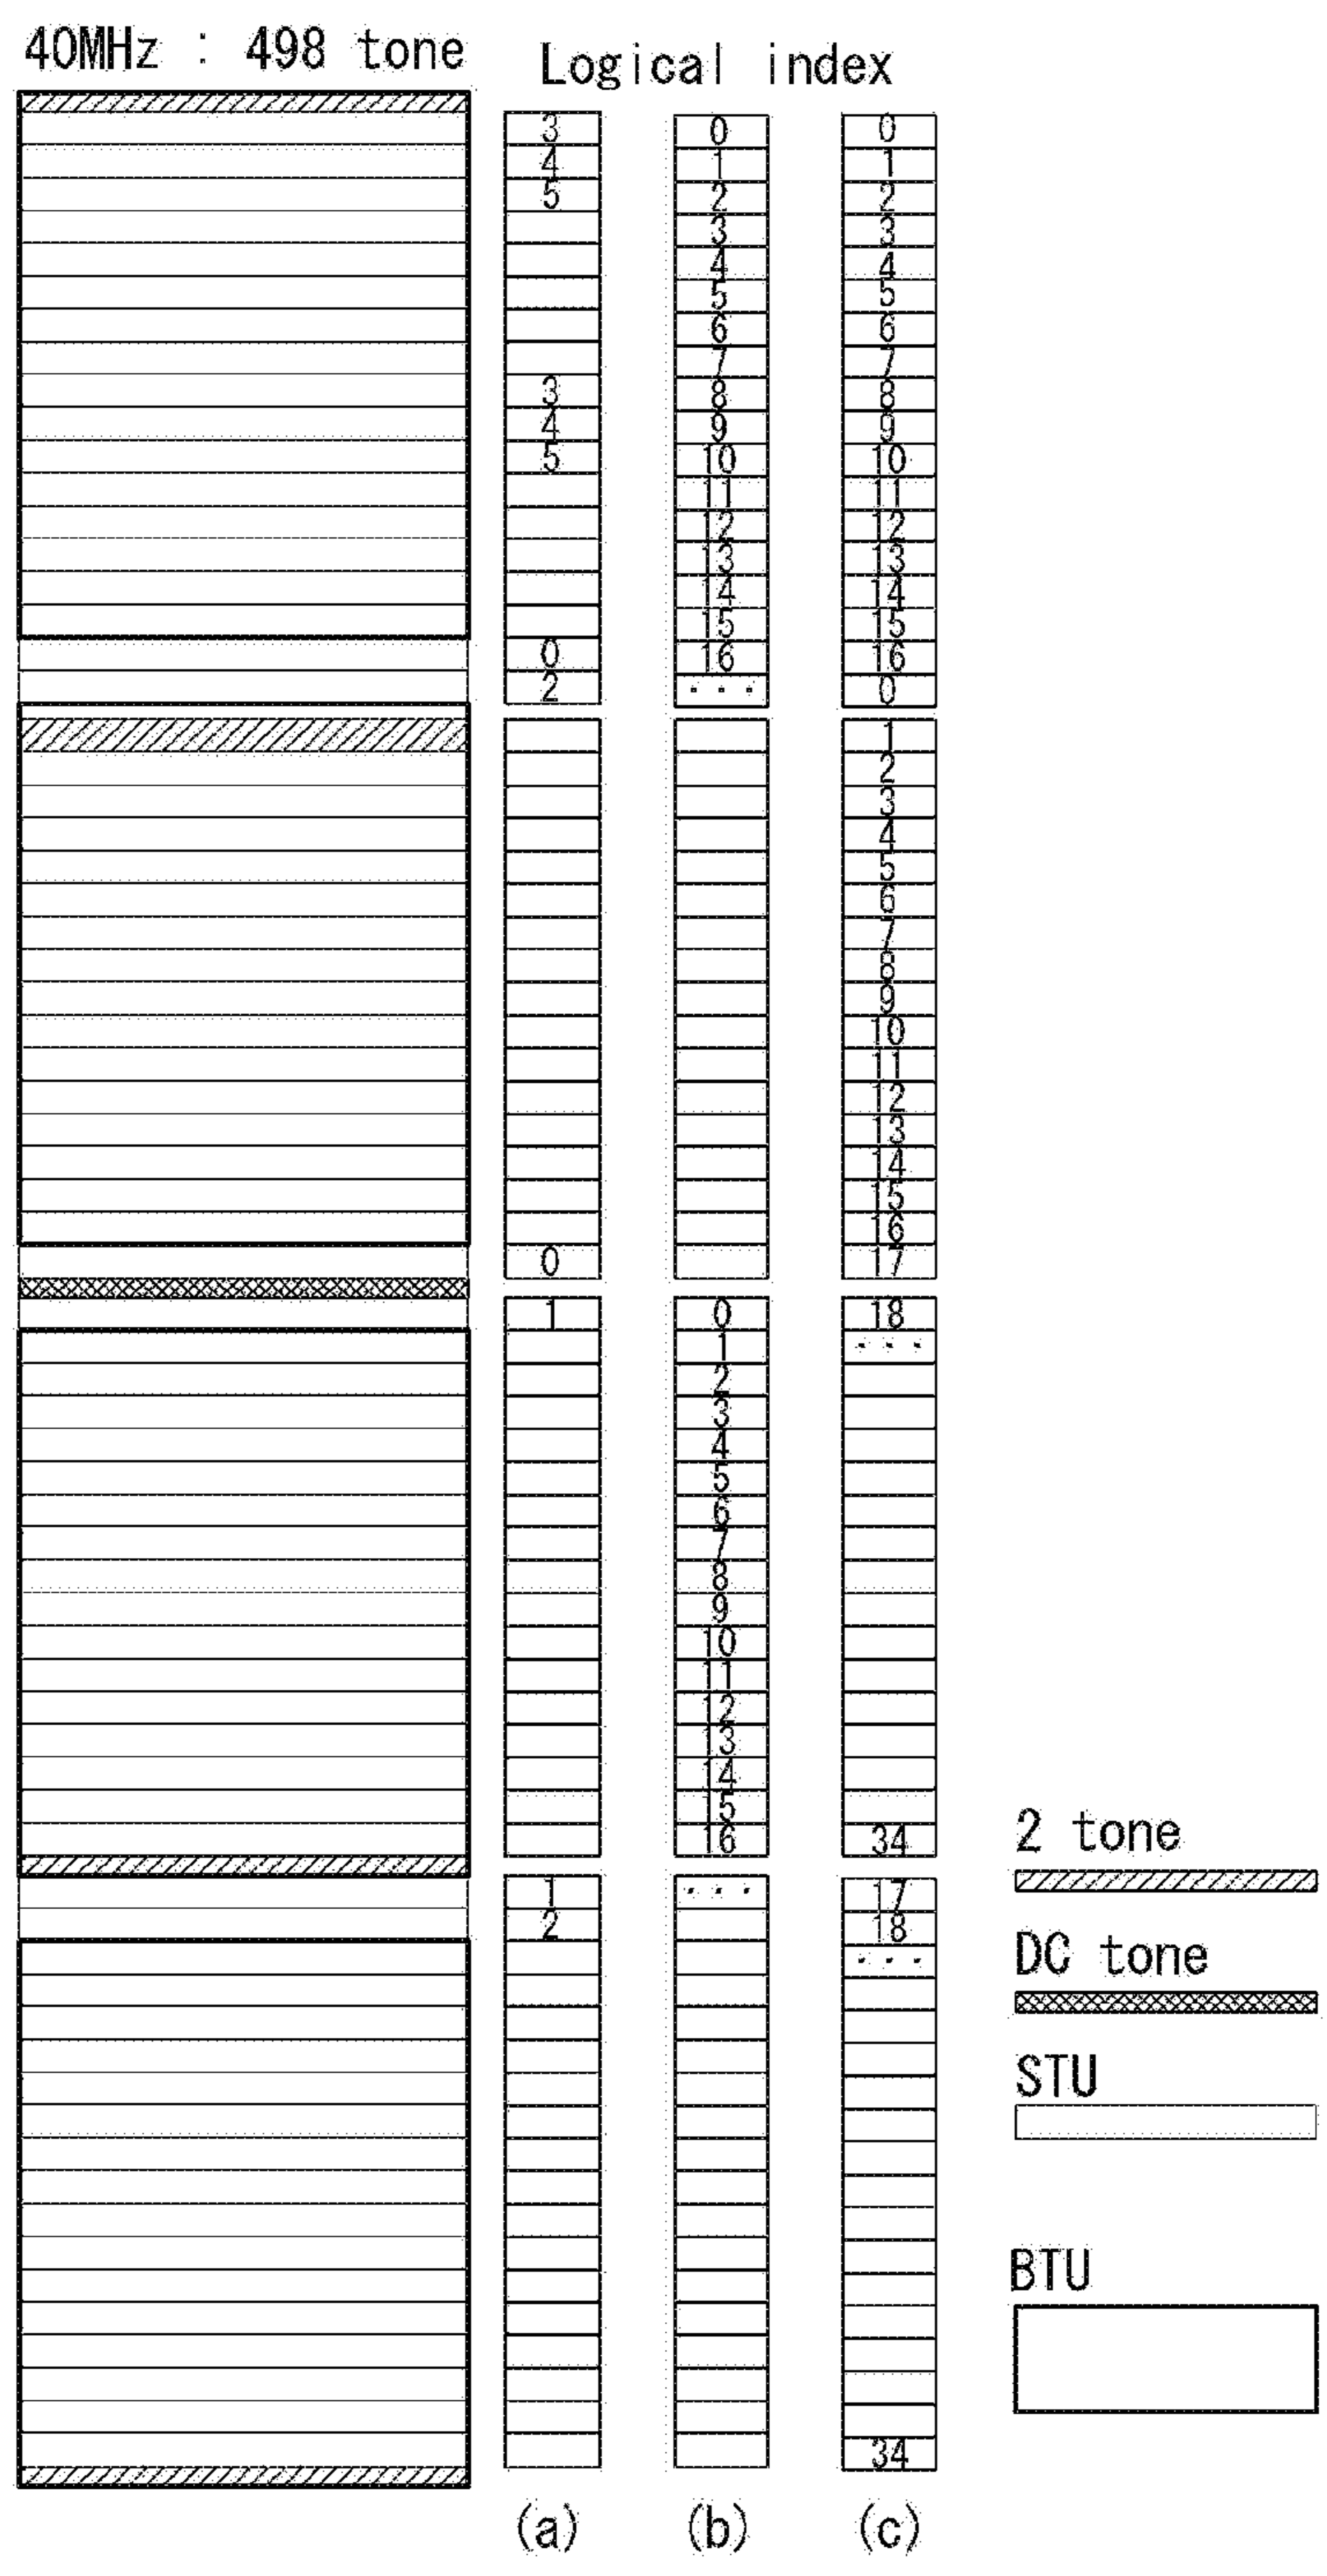 40MHz : 498 tone
Logical index
3 0 0
4 1 1
5 2 2
3 3
4 4
5 5
6 6
7 7
3 8 8
4 9 9
5 10 10
11 11
12 12
13 13
14 14
15 15
0 16 16
2 ... 0
1
2
3
4
5
6
7
8
9
10
11
12
13
14
15
16
0 17
1 0 18
1 ...
2
3
4
5
6
7
8
9
10
11
12
13
14
15
16 34
1 ... 17
2 18
...
34
2 tone
DC tone
STU
BTU
(a) (b) (c)